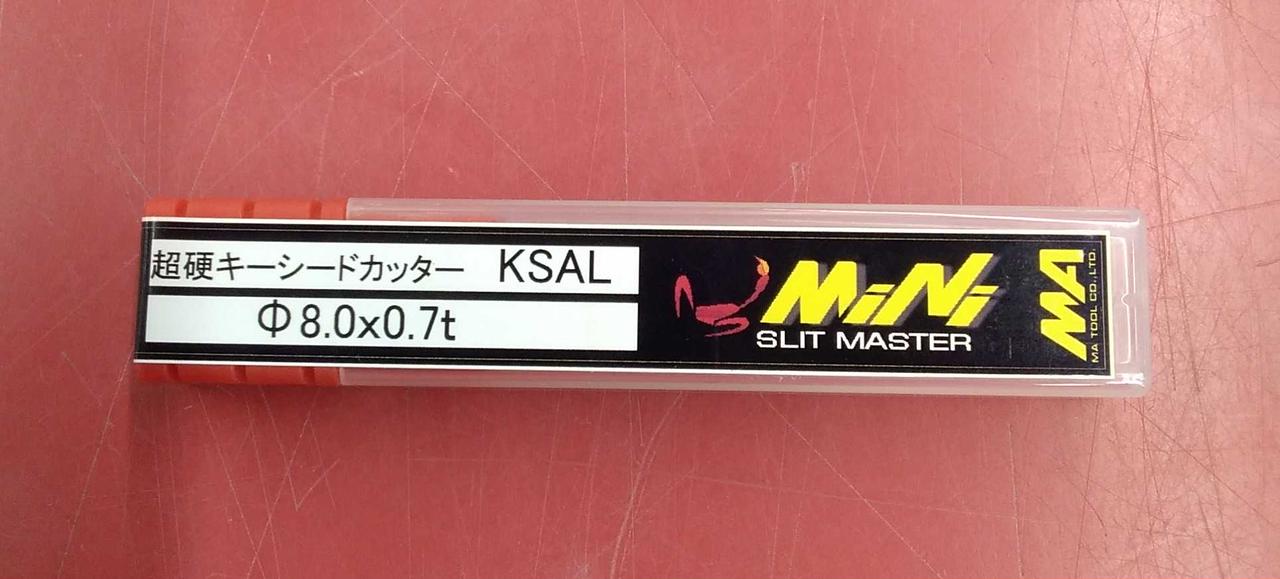 超硬キーシードカッター KSAL
Φ8.0x0.7t
MiNi
SLIT MASTER
MA
MA TOOL CO.,LTD.